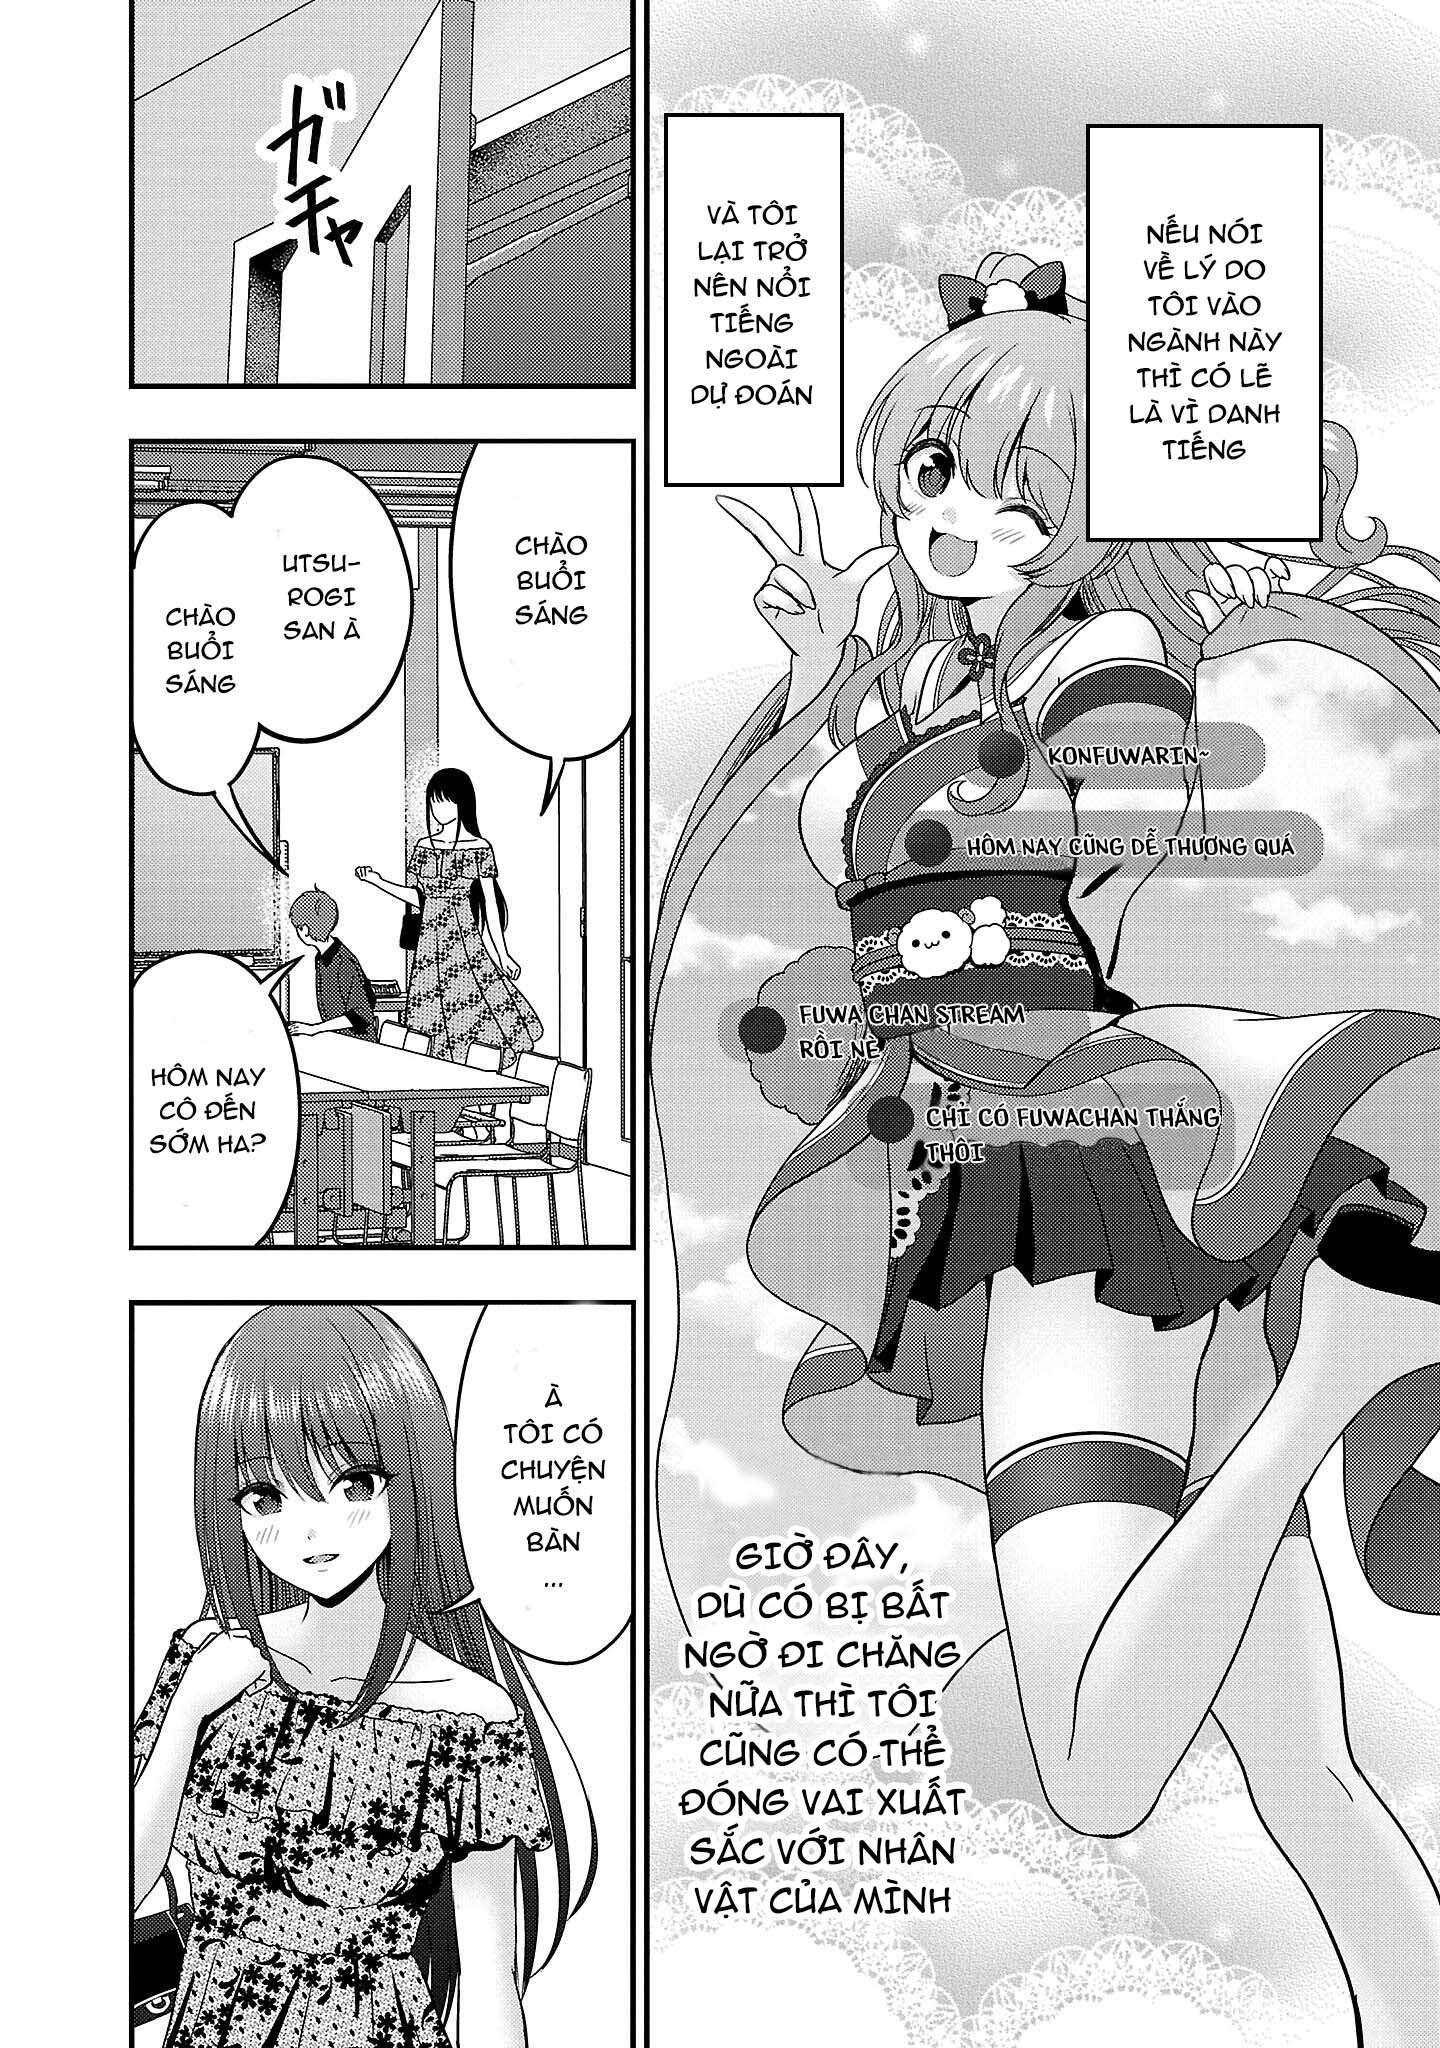 NẾU NÓI
VỀ LÝ DO
TÔI VÀO
NGÀNH NÀY
THÌ CÓ LẼ
LÀ VÌ DANH
TIẾNG
VÀ TÔI
LẠI TRỞ
NÊN NỔI
TIẾNG
NGOÀI
DỰ ĐOÁN
KONFUWARIN~
HÔM NAY CŨNG DỄ THƯƠNG QUÁ
FUWA CHAN STREAM
RỒI NÈ
CHỈ CÓ FUWACHAN THẮNG
THÔI
GIỜ ĐÂY,
DÙ CÓ BỊ BẤT
NGỜ ĐI CHĂNG
NỮA THÌ TÔI
CŨNG CÓ THỂ
ĐÓNG VAI XUẤT
SẮC VỚI NHÂN
VẬT CỦA MÌNH
ガチャ
CHÀO
BUỔI
SÁNG
UTSU-
ROGI
SAN À
CHÀO
BUỔI
SÁNG
HÔM NAY
CÔ ĐẾN
SỚM HA?
À
TÔI CÓ
CHUYỆN
MUỐN
BÀN
...